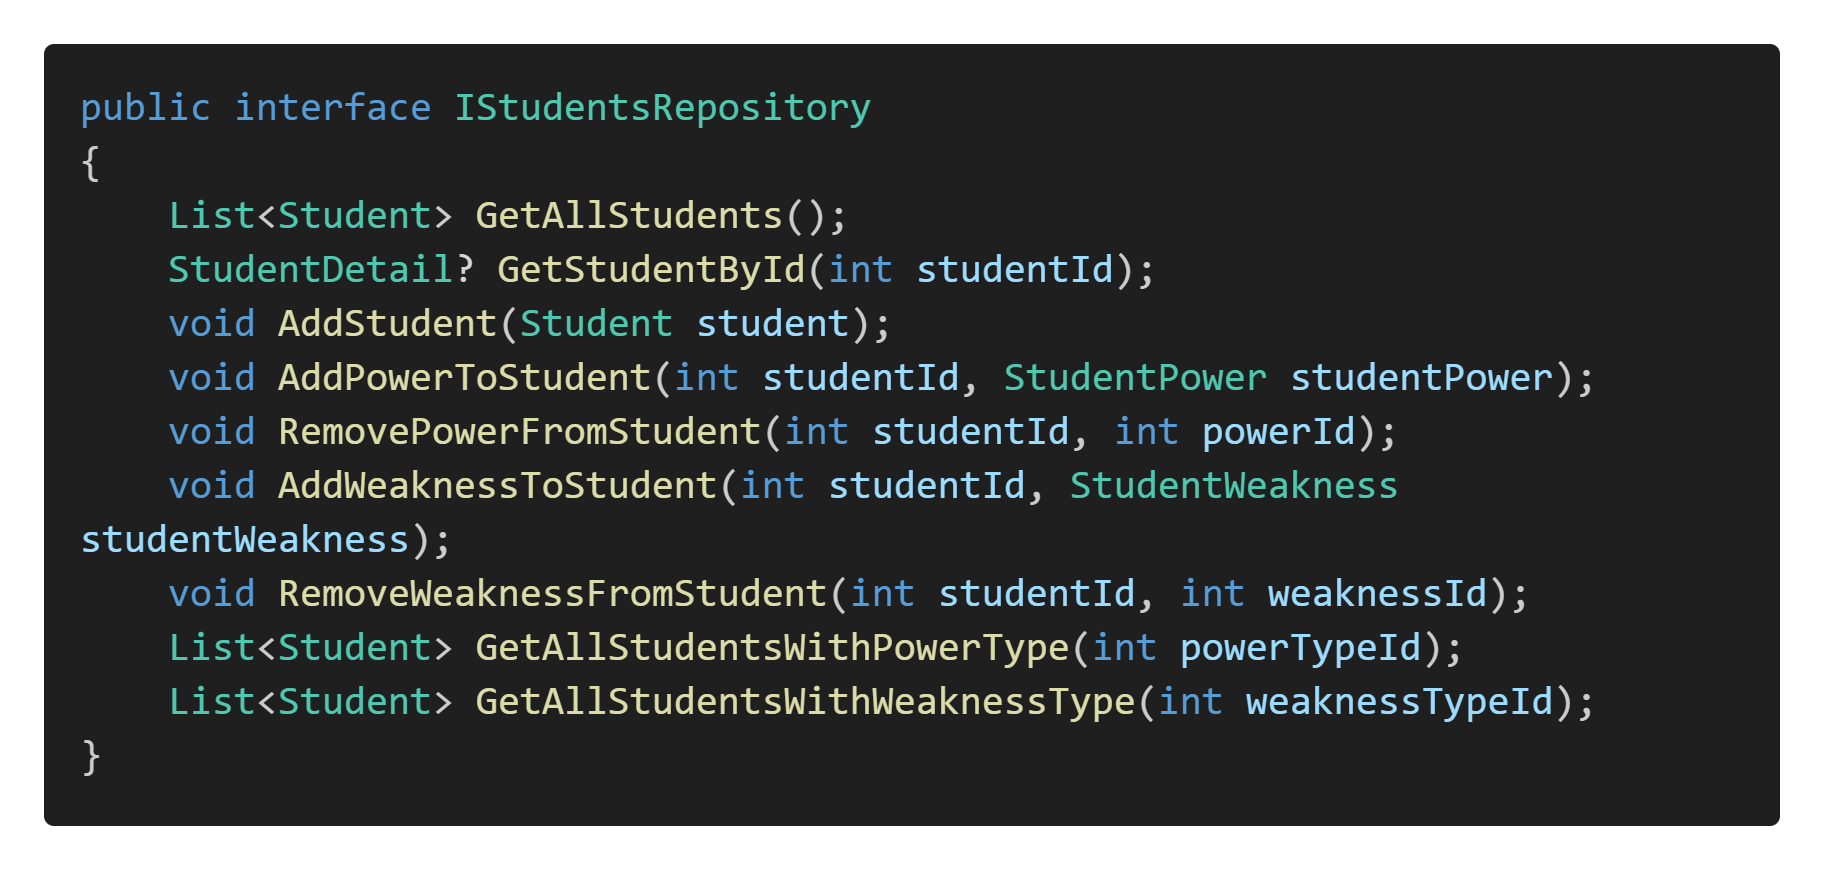 public interface IStudentsRepository
{
    List<Student> GetAllStudents();
    StudentDetail? GetStudentById(int studentId);
    void AddStudent(Student student);
    void AddPowerToStudent(int studentId, StudentPower studentPower);
    void RemovePowerFromStudent(int studentId, int powerId);
    void AddWeaknessToStudent(int studentId, StudentWeakness
studentWeakness);
    void RemoveWeaknessFromStudent(int studentId, int weaknessId);
    List<Student> GetAllStudentsWithPowerType(int powerTypeId);
    List<Student> GetAllStudentsWithWeaknessType(int weaknessTypeId);
}